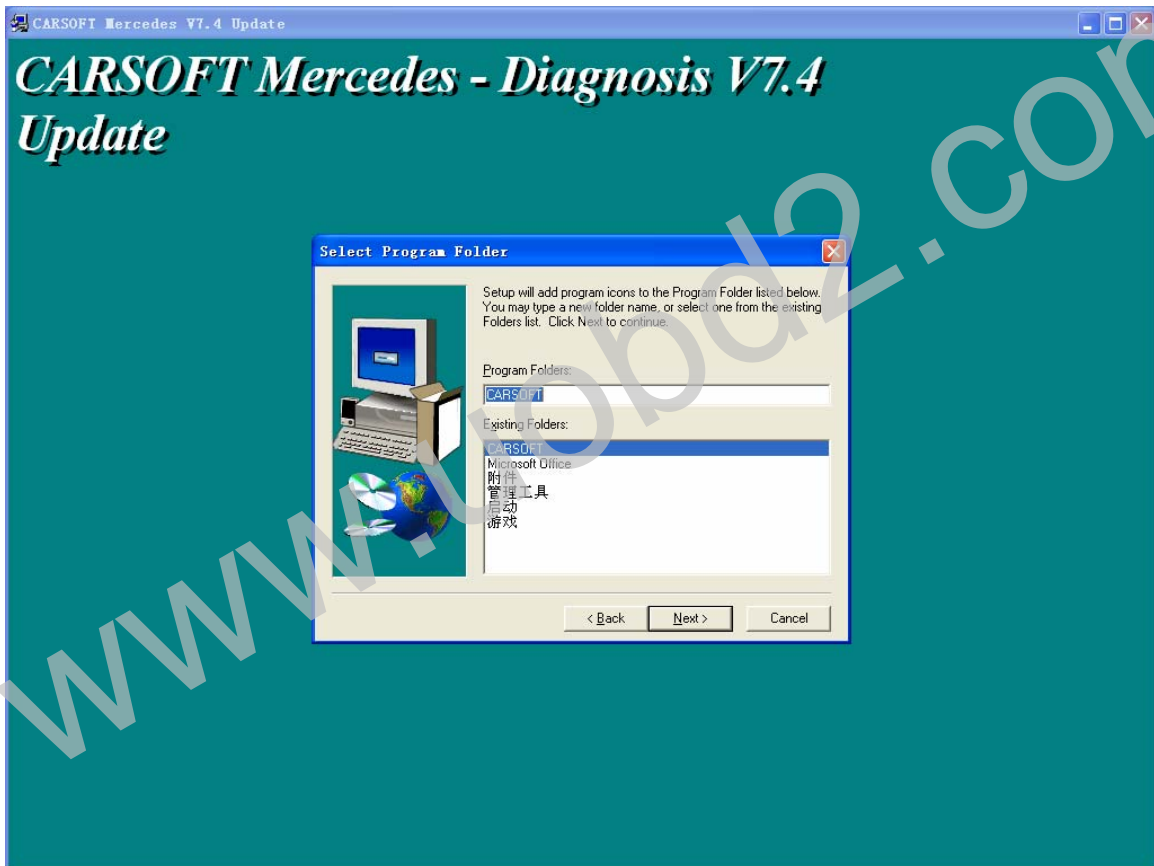 CARSOFT Mercedes V7.4 Update
CARSOFT Mercedes - Diagnosis V7.4
Update
Select Program Folder
Setup will add program icons to the Program Folder listed below.
You may type a new folder name, or select one from the existing
Folders list. Click Next to continue.
Program Folders:
CARSOFT
Existing Folders:
CARSOFT
Microsoft Office
附件
管理工具
启动
游戏
< Back
Next >
Cancel
www.uobd2.com